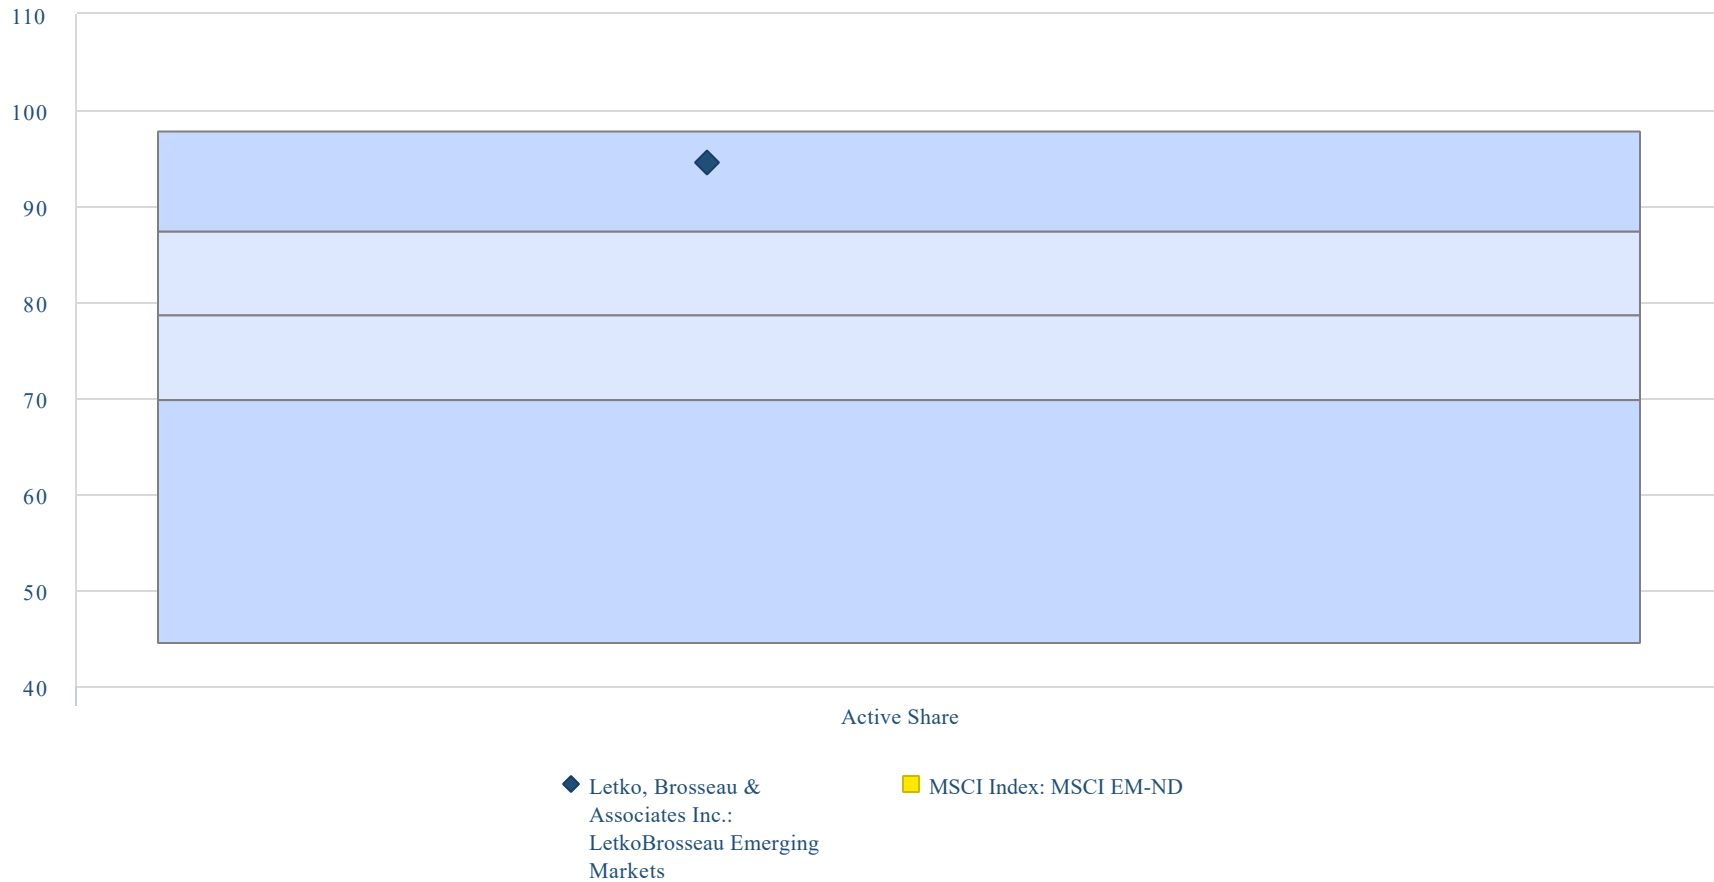 110
100
90
80
70
60
50
40
Active Share
Letko, Brosseau &
Associates Inc.:
LetkoBrosseau Emerging
Markets
MSCI Index: MSCI EM-ND